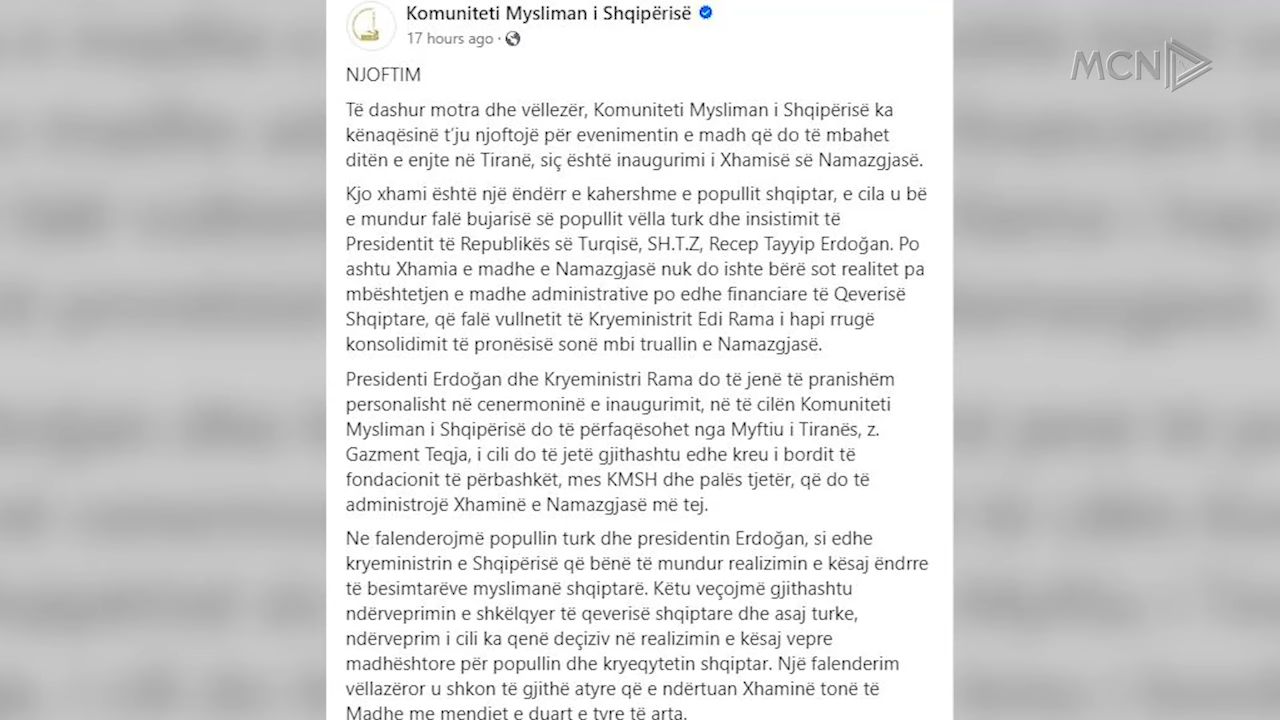 Komuniteti Mysliman i Shqipërisë
17 hours ago ·
MCN
NJOFTIM
Të dashur motra dhe vëllezër, Komuniteti Mysliman i Shqipërisë ka
kënaqësinë t´ju njoftojë për evenimentin e madh që do të mbahet
ditën e enjte në Tiranë, siç është inaugurimi i Xhamisë së Namazgjasë.
Kjo xhami është një ëndërr e kahershme e popullit shqiptar, e cila u bë
e mundur falë bujarisë së popullit vëlla turk dhe insistimit të
Presidentit të Republikës së Turqisë, SH.T.Z, Recep Tayyip Erdoğan. Po
ashtu Xhamia e madhe e Namazgjasë nuk do ishte bërë sot realitet pa
mbështetjen e madhe administrative po edhe financiare të Qeverisë
Shqiptare, që falë vullnetit të Kryeministrit Edi Rama i hapi rrugë
konsolidimit të pronësisë sonë mbi truallin e Namazgjasë.
Presidenti Erdoğan dhe Kryeministri Rama do të jenë të pranishëm
personalisht në cenermoninë e inaugurimit, në të cilën Komuniteti
Mysliman i Shqipërisë do të përfaqësohet nga Myftiu i Tiranës, z.
Gazment Teqja, i cili do të jetë gjithashtu edhe kreu i bordit të
fondacionit të përbashkët, mes KMSH dhe palës tjetër, që do të
administrojë Xhaminë e Namazgjasë më tej.
Ne falenderojmë popullin turk dhe presidentin Erdoğan, si edhe
kryeministrin e Shqipërisë që bënë të mundur realizimin e kësaj ëndrre
të besimtarëve myslimanë shqiptarë. Këtu veçojmë gjithashtu
ndërveprimin e shkëlqyer të qeverisë shqiptare dhe asaj turke,
ndërveprim i cili ka qenë deçiziv në realizimin e kësaj vepre
madhështore për popullin dhe kryeqytetin shqiptar. Një falenderim
vëllazëror u shkon të gjithë atyre që e ndërtuan Xhaminë tonë të
Madhe me mendjet e duart e tyre të arta.